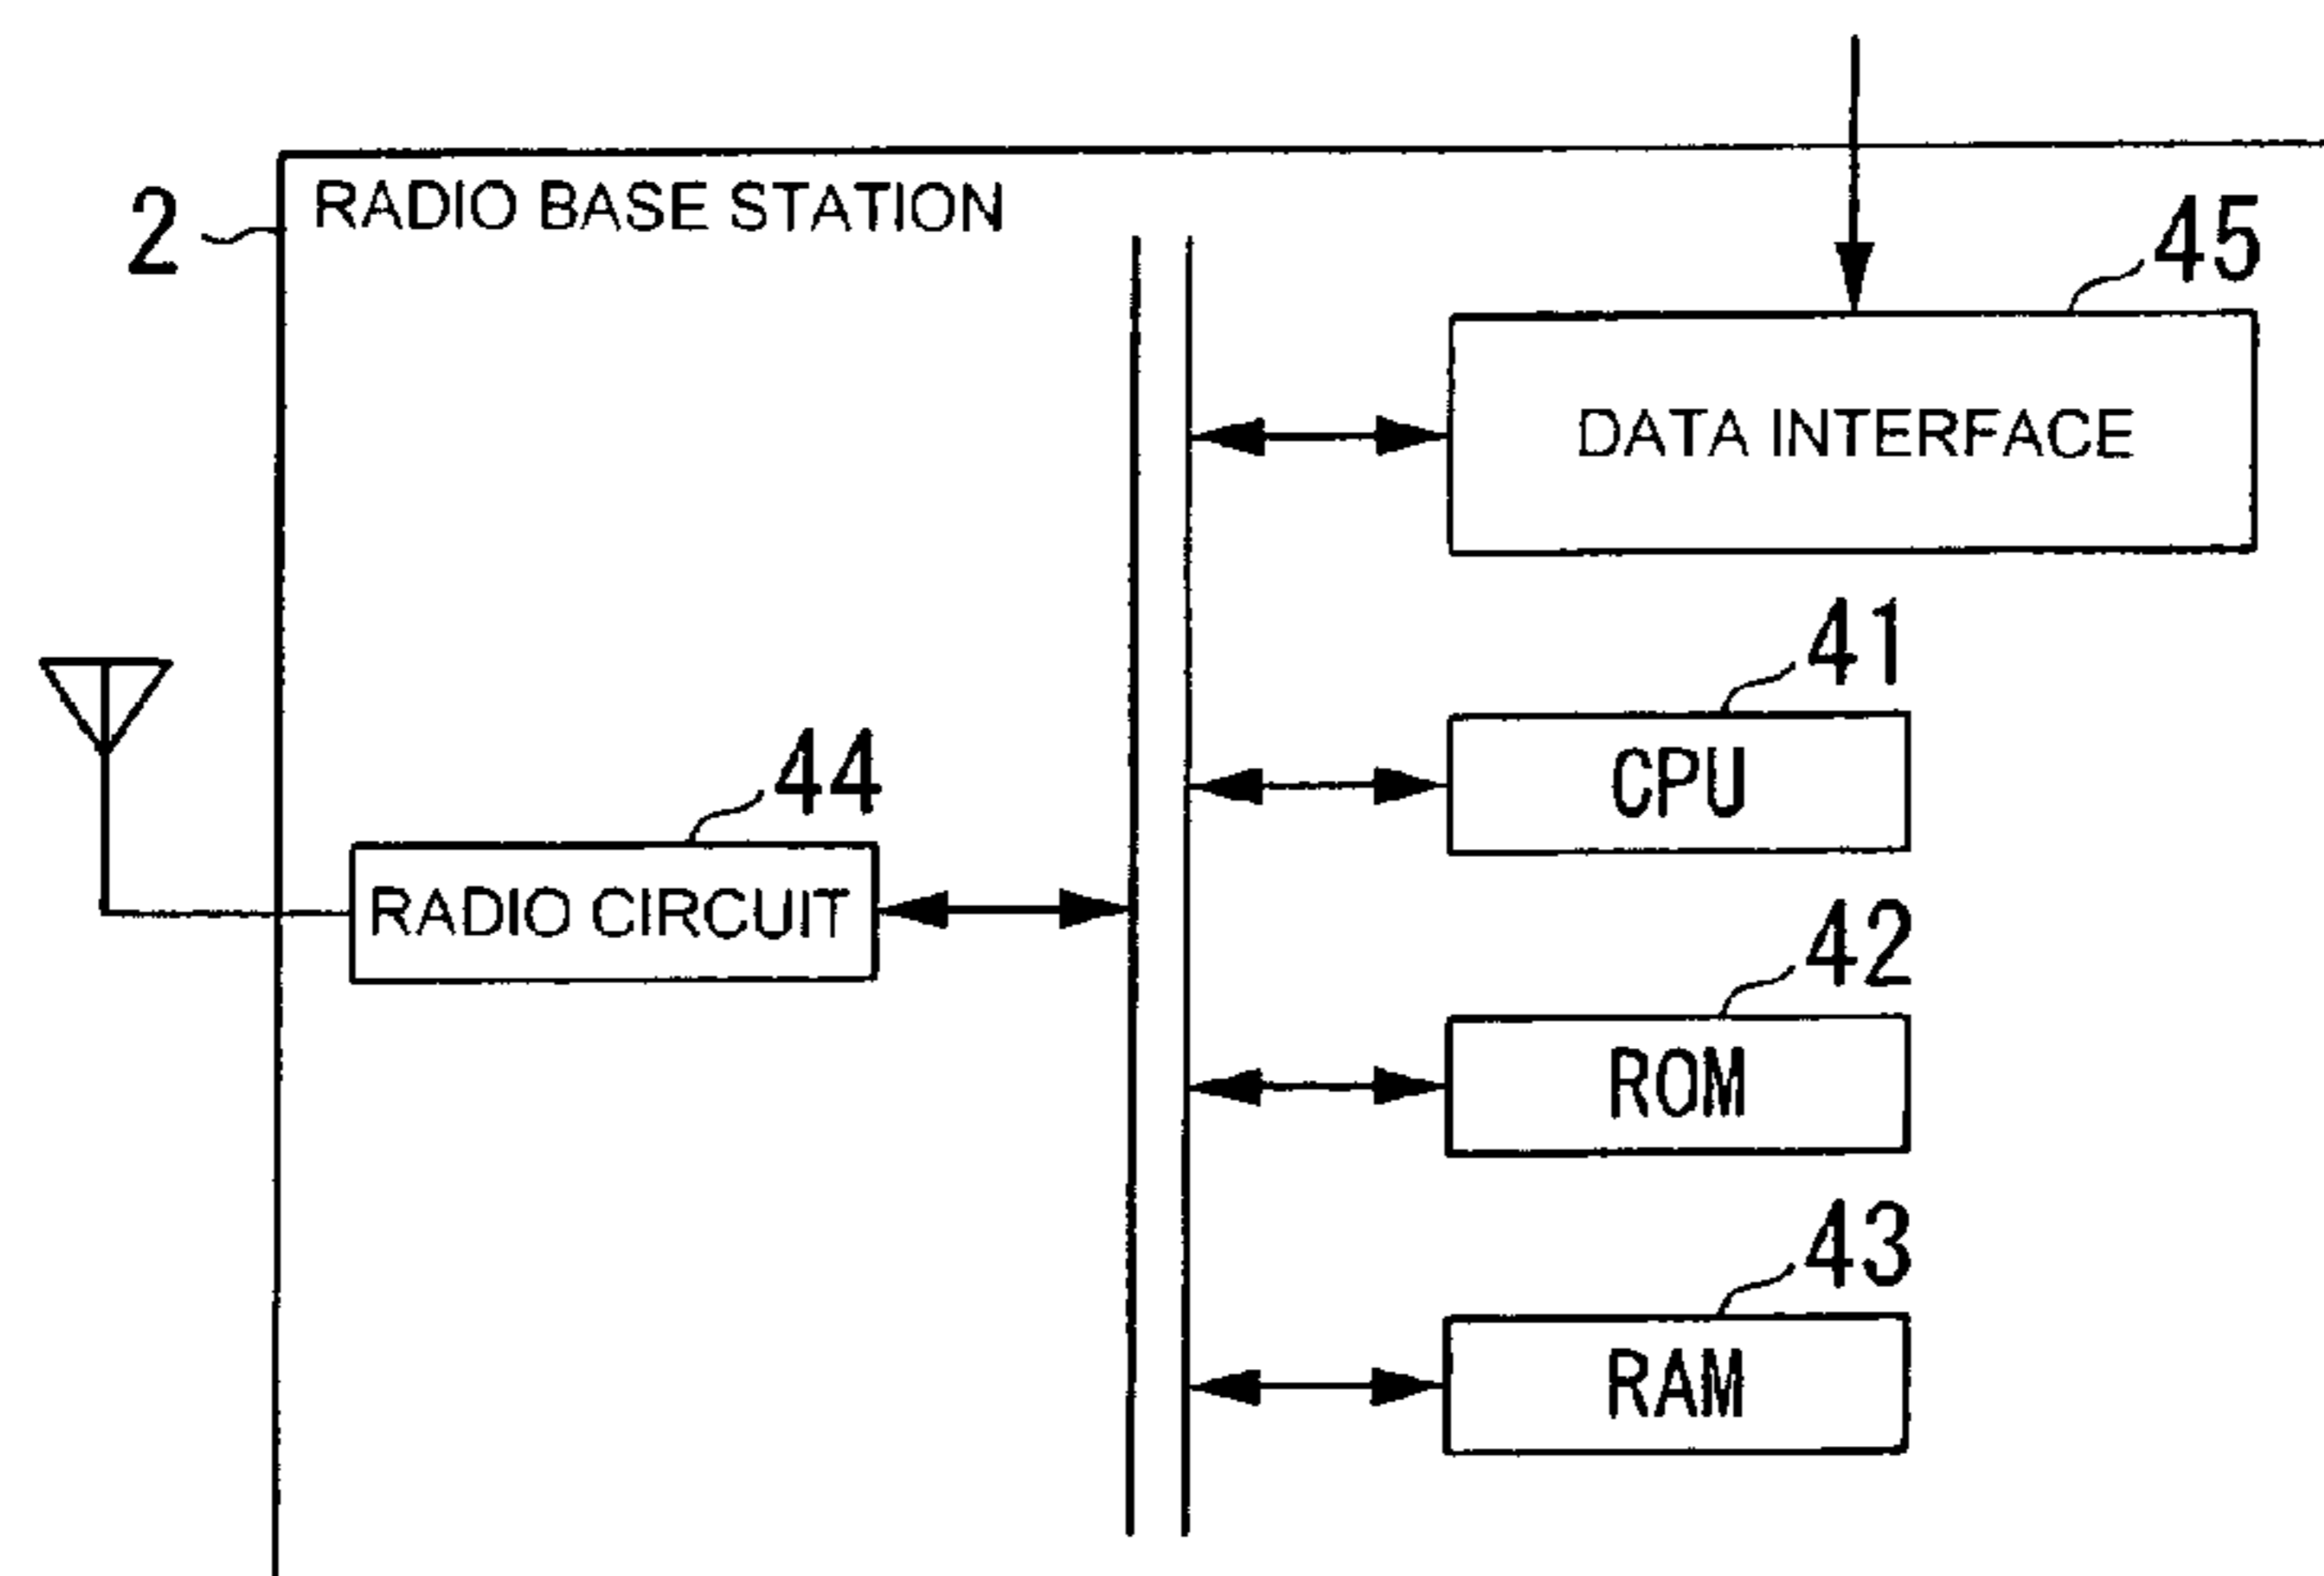 2
RADIO BASE STATION
45
DATA INTERFACE
41
CPU
44
RADIO CIRCUIT
42
ROM
43
RAM